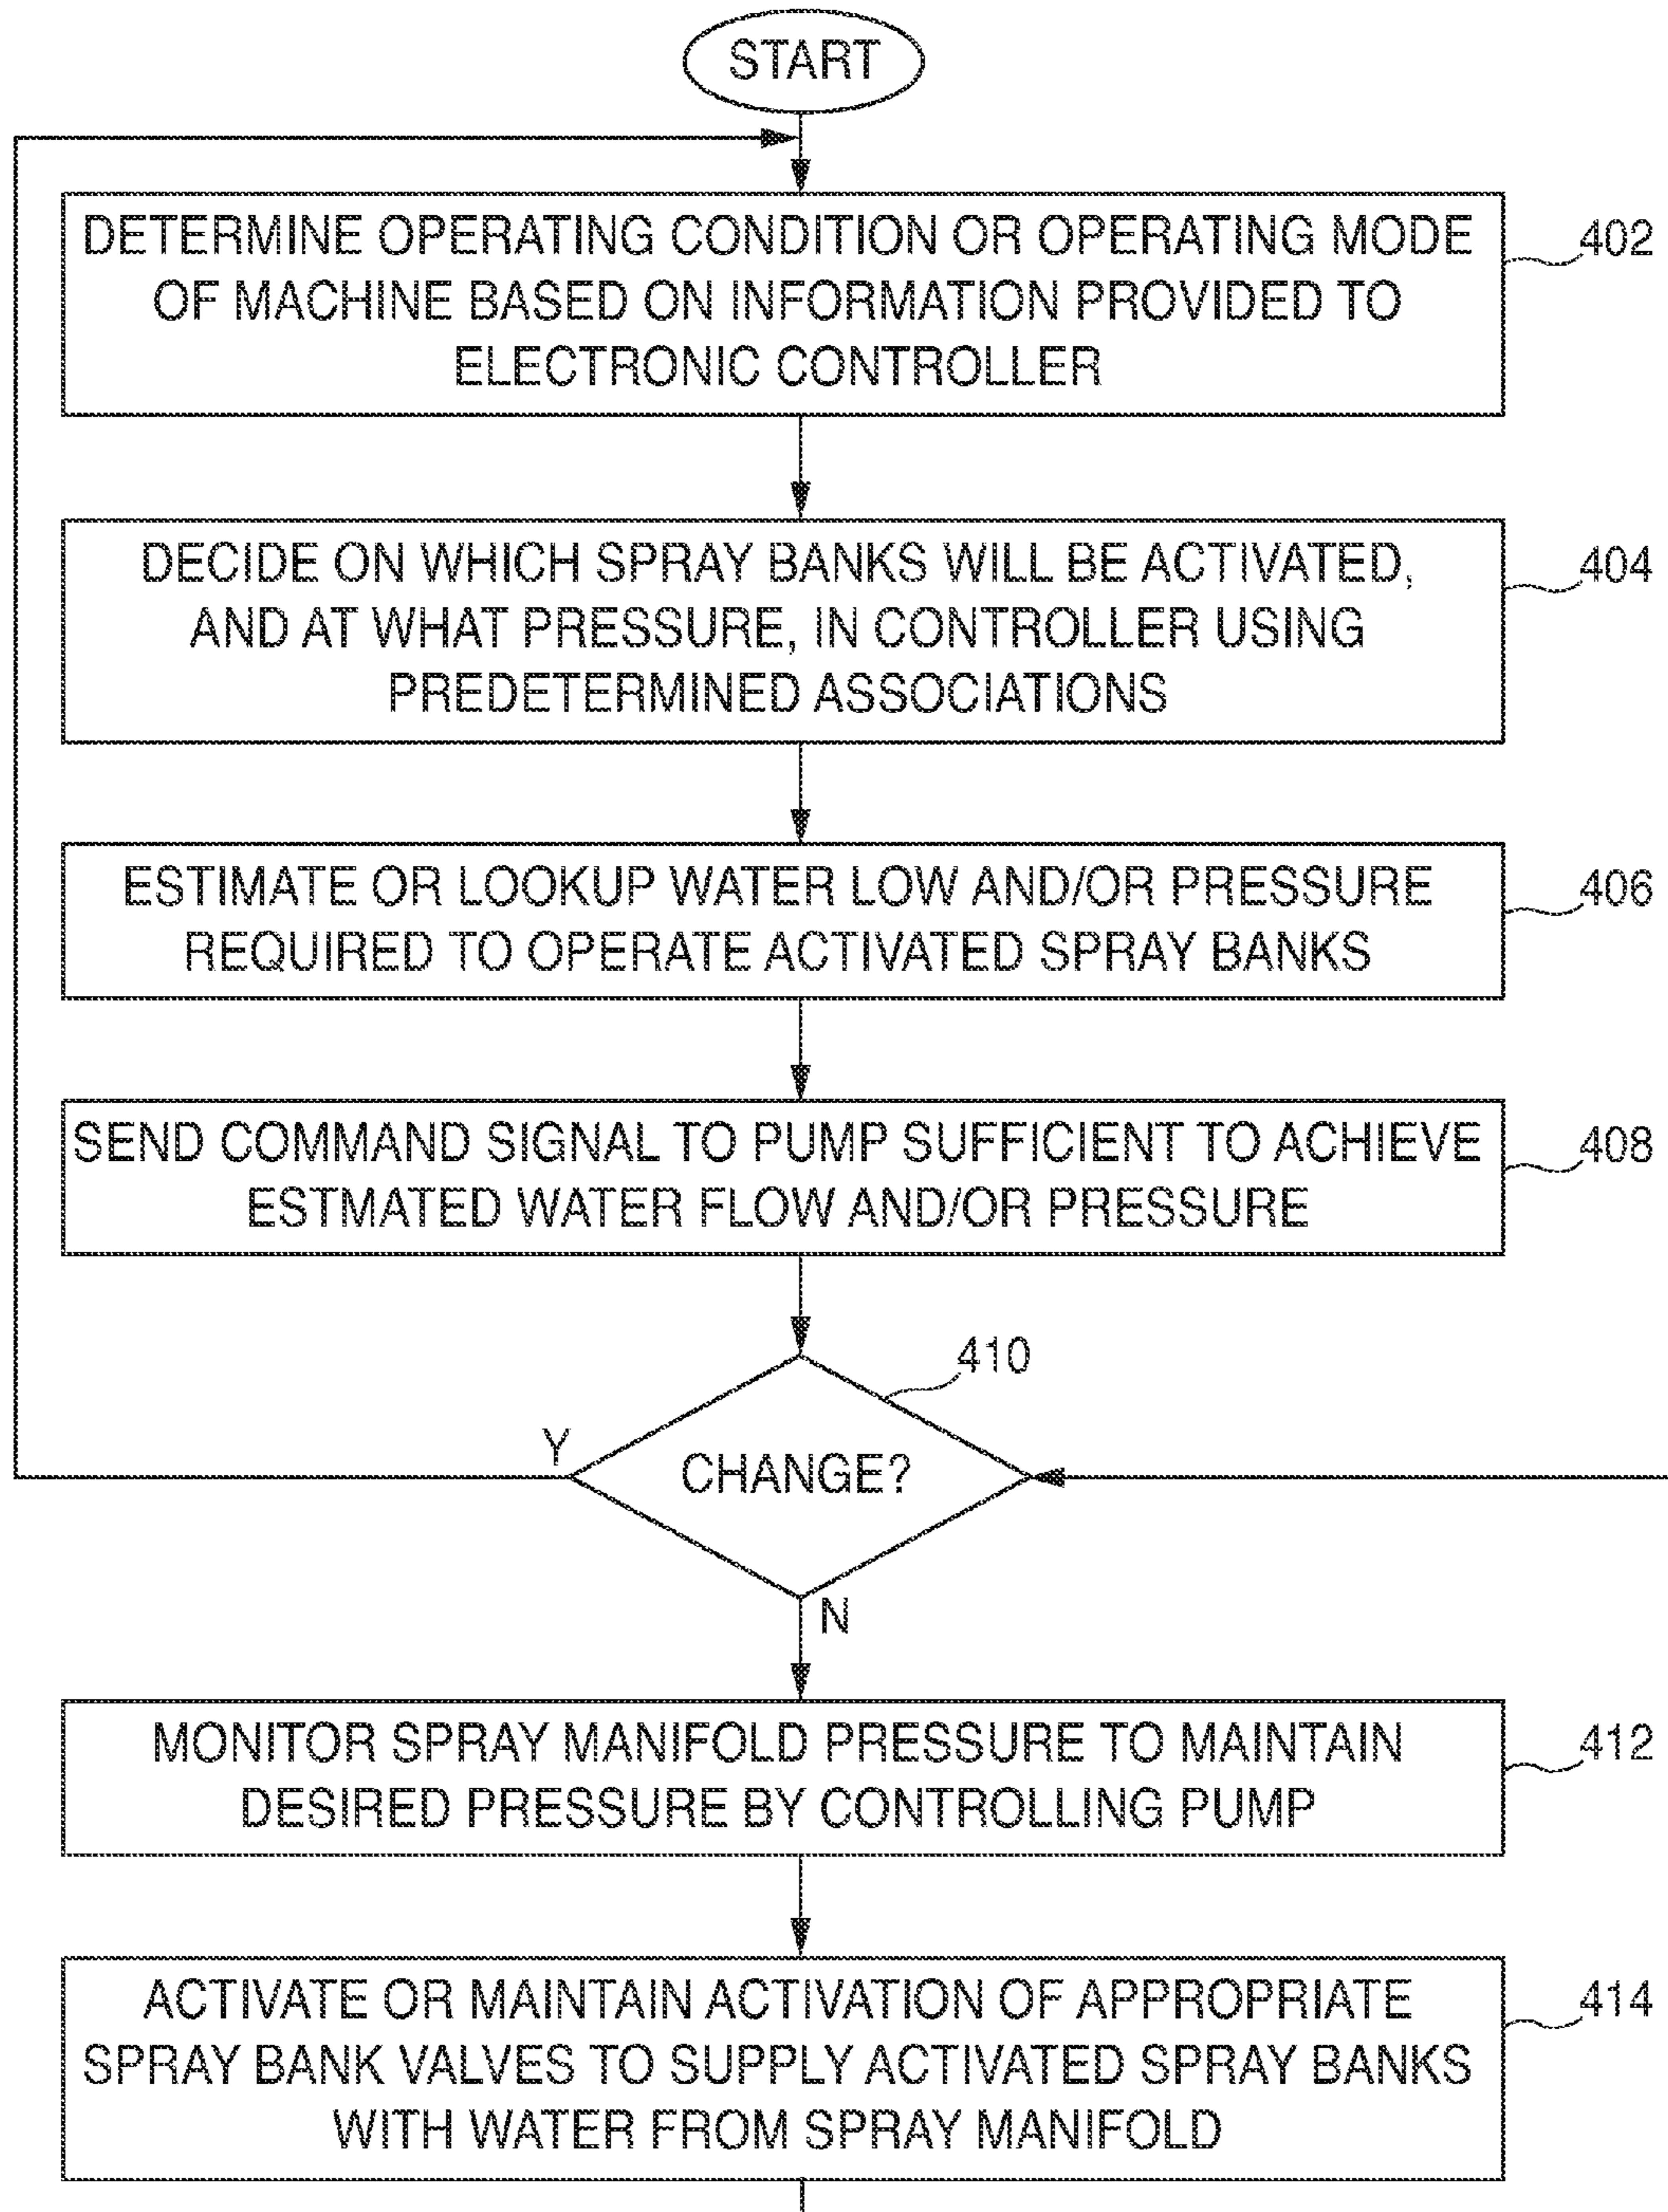 START
DETERMINE OPERATING CONDITION OR OPERATING MODE
OF MACHINE BASED ON INFORMATION PROVIDED TO
ELECTRONIC CONTROLLER
402
DECIDE ON WHICH SPRAY BANKS WILL BE ACTIVATED,
AND AT WHAT PRESSURE, IN CONTROLLER USING
PREDETERMINED ASSOCIATIONS
404
ESTIMATE OR LOOKUP WATER LOW AND/OR PRESSURE
REQUIRED TO OPERATE ACTIVATED SPRAY BANKS
406
SEND COMMAND SIGNAL TO PUMP SUFFICIENT TO ACHIEVE
ESTMATED WATER FLOW AND/OR PRESSURE
408
410
Y
CHANGE?
N
MONITOR SPRAY MANIFOLD PRESSURE TO MAINTAIN
DESIRED PRESSURE BY CONTROLLING PUMP
412
ACTIVATE OR MAINTAIN ACTIVATION OF APPROPRIATE
SPRAY BANK VALVES TO SUPPLY ACTIVATED SPRAY BANKS
WITH WATER FROM SPRAY MANIFOLD
414